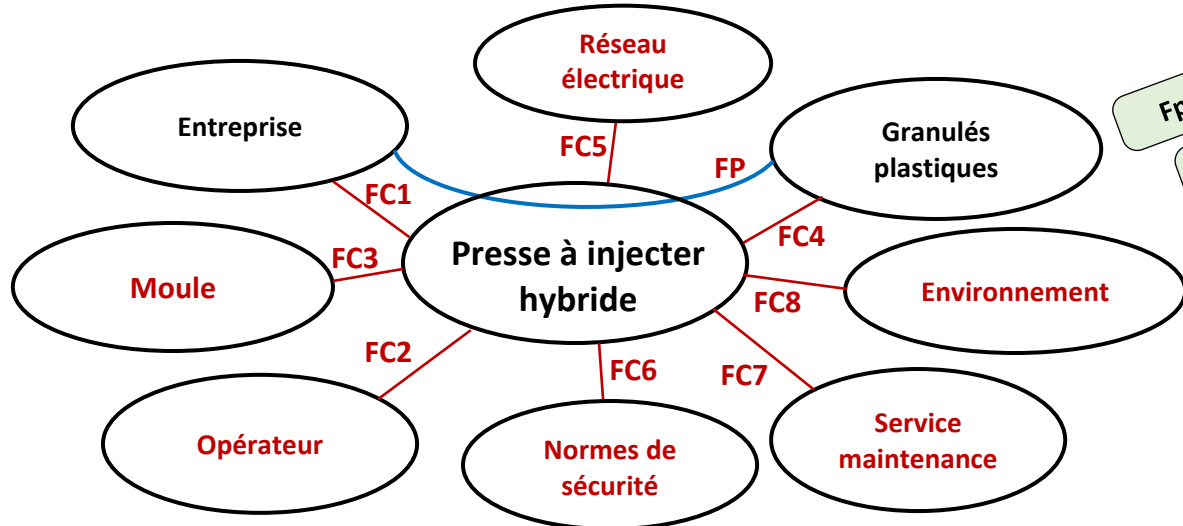 Réseau
électrique
Entreprise
Granulés
plastiques
Fp
FC5
FP
FC1
FC4
Presse à injecter
hybride
FC3
Moule
Environnement
FC8
FC2
FC6
FC7
Opérateur
Normes de
sécurité
Service
maintenance